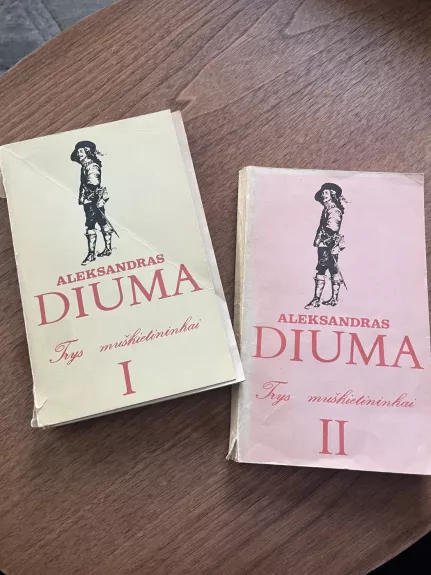 ALEKSANDRAS
DIUMA
Trys muškietininkai
I
ALEKSANDRAS
DIUMA
Trys muškietininkai
II